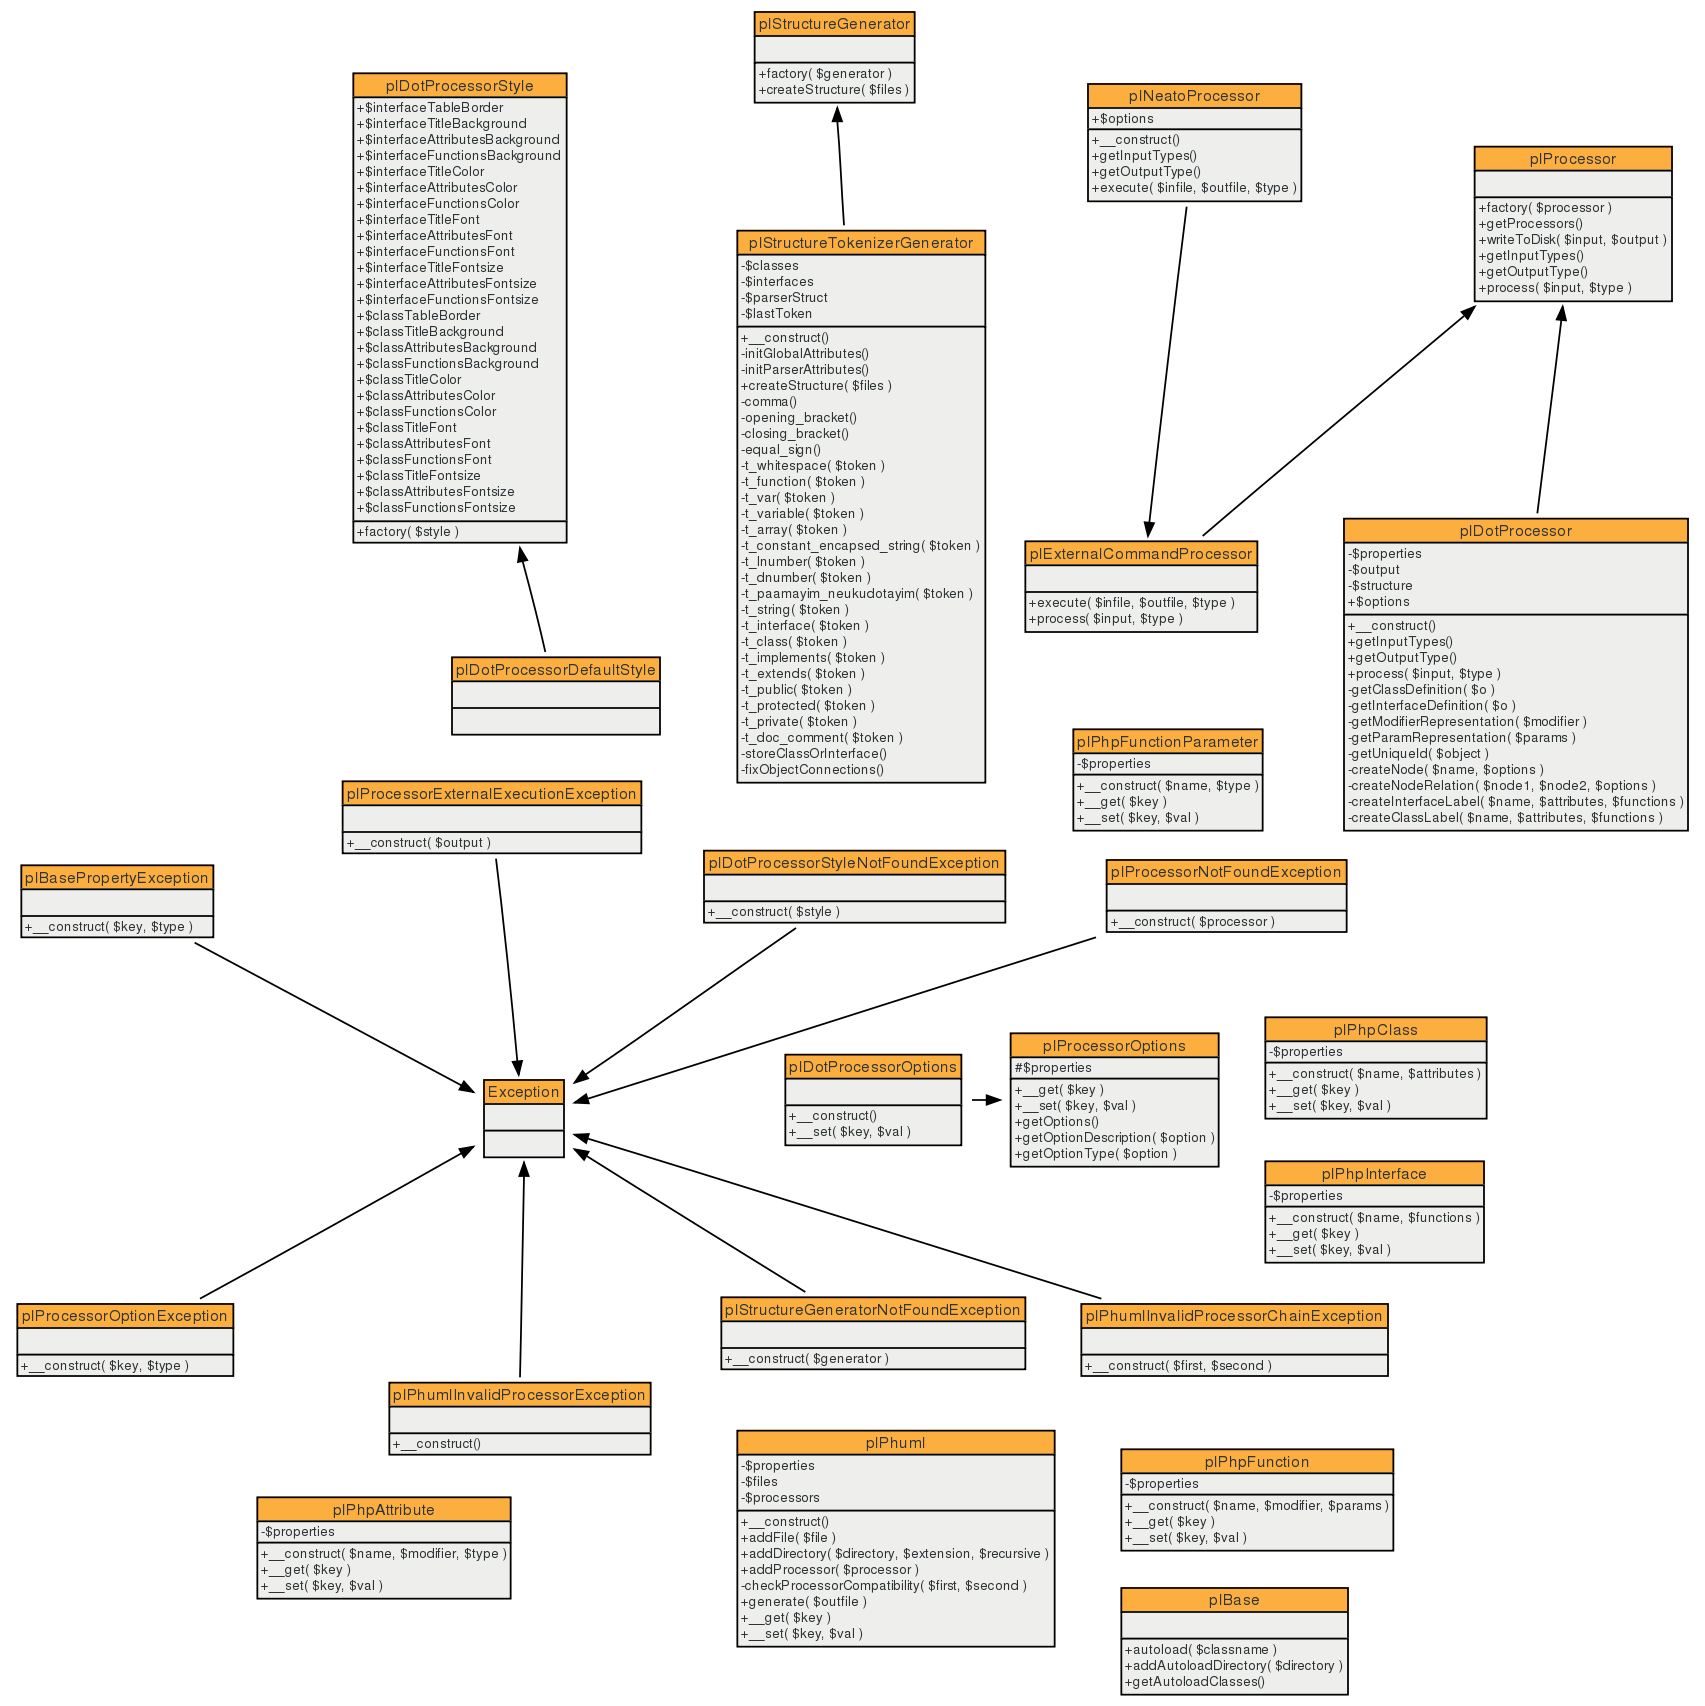 plStructureGenerator
+factory( $generator )
+createStructure( $files )
plDotProcessorStyle
+$interfaceTableBorder
+$interfaceTitleBackground
+$interfaceAttributesBackground
+$interfaceFunctionsBackground
+$interfaceTitleColor
+$interfaceAttributesColor
+$interfaceFunctionsColor
+$interfaceTitleFont
+$interfaceAttributesFont
+$interfaceFunctionsFont
+$interfaceTitleFontsize
+$interfaceAttributesFontsize
+$interfaceFunctionsFontsize
+$classTableBorder
+$classTitleBackground
+$classAttributesBackground
+$classFunctionsBackground
+$classTitleColor
+$classAttributesColor
+$classFunctionsColor
+$classTitleFont
+$classAttributesFont
+$classFunctionsFont
+$classTitleFontsize
+$classAttributesFontsize
+$classFunctionsFontsize
+factory( $style )
plNeatoProcessor
+$options
+__construct()
+getInputTypes()
+getOutputType()
+execute( $infile, $outfile, $type )
plProcessor
+factory( $processor )
+getProcessors()
+writeToDisk( $input, $output )
+getInputTypes()
+getOutputType()
+process( $input, $type )
plStructureTokenizerGenerator
-$classes
-$interfaces
-$parserStruct
-$lastToken
+__construct()
-initGlobalAttributes()
-initParserAttributes()
+createStructure( $files )
-comma()
-opening_bracket()
-closing_bracket()
-equal_sign()
-t_whitespace( $token )
-t_function( $token )
-t_var( $token )
-t_variable( $token )
-t_array( $token )
-t_constant_encapsed_string( $token )
-t_lnumber( $token )
-t_dnumber( $token )
-t_paamayim_neukudotayim( $token )
-t_string( $token )
-t_interface( $token )
-t_class( $token )
-t_implements( $token )
-t_extends( $token )
-t_public( $token )
-t_protected( $token )
-t_private( $token )
-t_doc_comment( $token )
-storeClassOrInterface()
-fixObjectConnections()
plExternalCommandProcessor
+execute( $infile, $outfile, $type )
+process( $input, $type )
plDotProcessor
-$properties
-$output
-$structure
+$options
+__construct()
+getInputTypes()
+getOutputType()
+process( $input, $type )
-getClassDefinition( $o )
-getInterfaceDefinition( $o )
-getModifierRepresentation( $modifier )
-getParamRepresentation( $params )
-getUniqueId( $object )
-createNode( $name, $options )
-createNodeRelation( $node1, $node2, $options )
-createInterfaceLabel( $name, $attributes, $functions )
-createClassLabel( $name, $attributes, $functions )
plDotProcessorDefaultStyle
plPhpFunctionParameter
-$properties
+__construct( $name, $type )
+__get( $key )
+__set( $key, $val )
plProcessorExternalExecutionException
+__construct( $output )
plBasePropertyException
+__construct( $key, $type )
plDotProcessorStyleNotFoundException
+__construct( $style )
plProcessorNotFoundException
+__construct( $processor )
Exception
plDotProcessorOptions
+__construct()
+__set( $key, $val )
plProcessorOptions
#$properties
+__get( $key )
+__set( $key, $val )
+getOptions()
+getOptionDescription( $option )
+getOptionType( $option )
plPhpClass
-$properties
+__construct( $name, $attributes )
+__get( $key )
+__set( $key, $val )
plPhpInterface
-$properties
+__construct( $name, $functions )
+__get( $key )
+__set( $key, $val )
plProcessorOptionException
+__construct( $key, $type )
plStructureGeneratorNotFoundException
+__construct( $generator )
plPhumlInvalidProcessorChainException
+__construct( $first, $second )
plPhumlInvalidProcessorException
+__construct()
plPhuml
-$properties
-$files
-$processors
+__construct()
+addFile( $file )
+addDirectory( $directory, $extension, $recursive )
+addProcessor( $processor )
-checkProcessorCompatibility( $first, $second )
+generate( $outfile )
+__get( $key )
+__set( $key, $val )
plPhpFunction
-$properties
+__construct( $name, $modifier, $params )
+__get( $key )
+__set( $key, $val )
plPhpAttribute
-$properties
+__construct( $name, $modifier, $type )
+__get( $key )
+__set( $key, $val )
plBase
+autoload( $classname )
+addAutoloadDirectory( $directory )
+getAutoloadClasses()